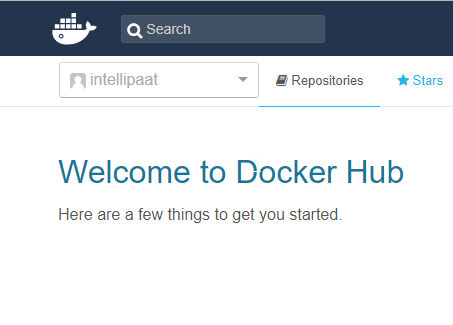 Search
intellipaat
Repositories
Stars
Welcome to Docker Hub
Here are a few things to get you started.